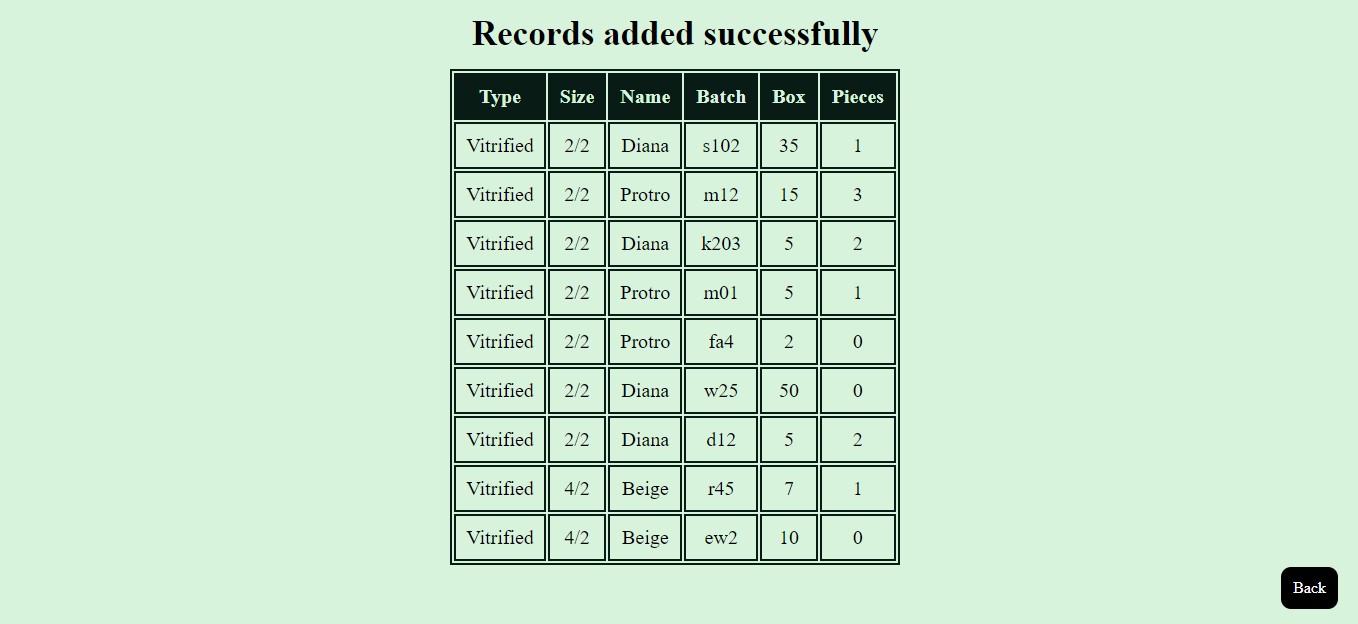 Records added successfully
Type Size Name Batch Box Pieces
Vitrified 2/2 Diana s102 35 1
Vitrified 2/2 Protro m12 15 3
Vitrified 2/2 Diana k203 5 2
Vitrified 2/2 Protro m01 5 1
Vitrified 2/2 Protro fa4 2 0
Vitrified 2/2 Diana w25 50 0
Vitrified 2/2 Diana d12 5 2
Vitrified 4/2 Beige r45 7 1
Vitrified 4/2 Beige ew2 10 0
Back